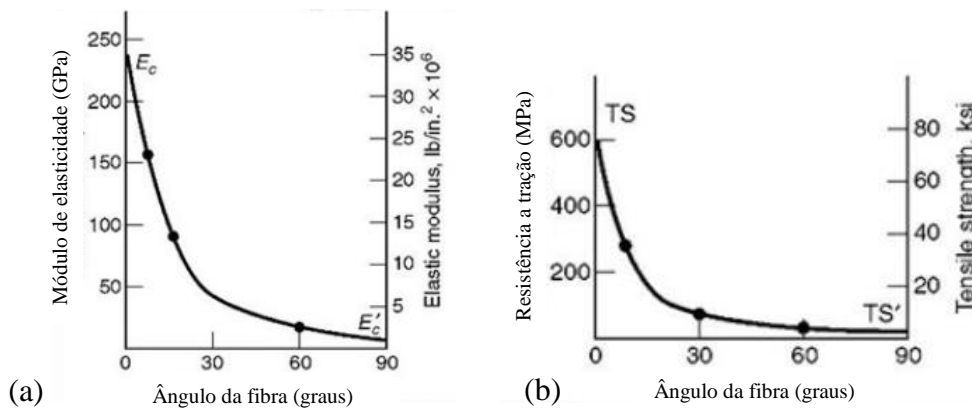 250
200
150
100
50
0 30 60 90
35
30
25
20
15
10
5
E_c
E_c'
Módulo de elasticidade (GPa)
Elastic modulus, lb/in.² × 10⁶
(a) Ângulo da fibra (graus)
600
400
200
0 30 60 90
80
60
40
20
TS
TS'
Resistência a tração (MPa)
Tensile strength, ksi
(b) Ângulo da fibra (graus)